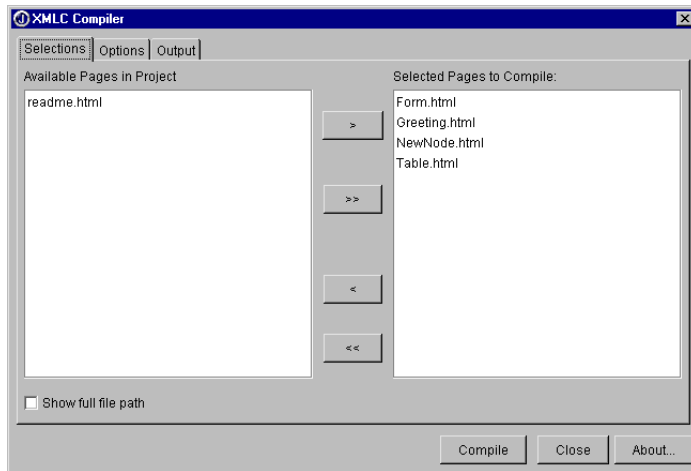 XMLC Compiler
Selections Options Output
Available Pages in Project
Selected Pages to Compile:
readme.html
Form.html
Greeting.html
NewNode.html
Table.html
>
>>
<
<<
Show full file path
Compile Close About...